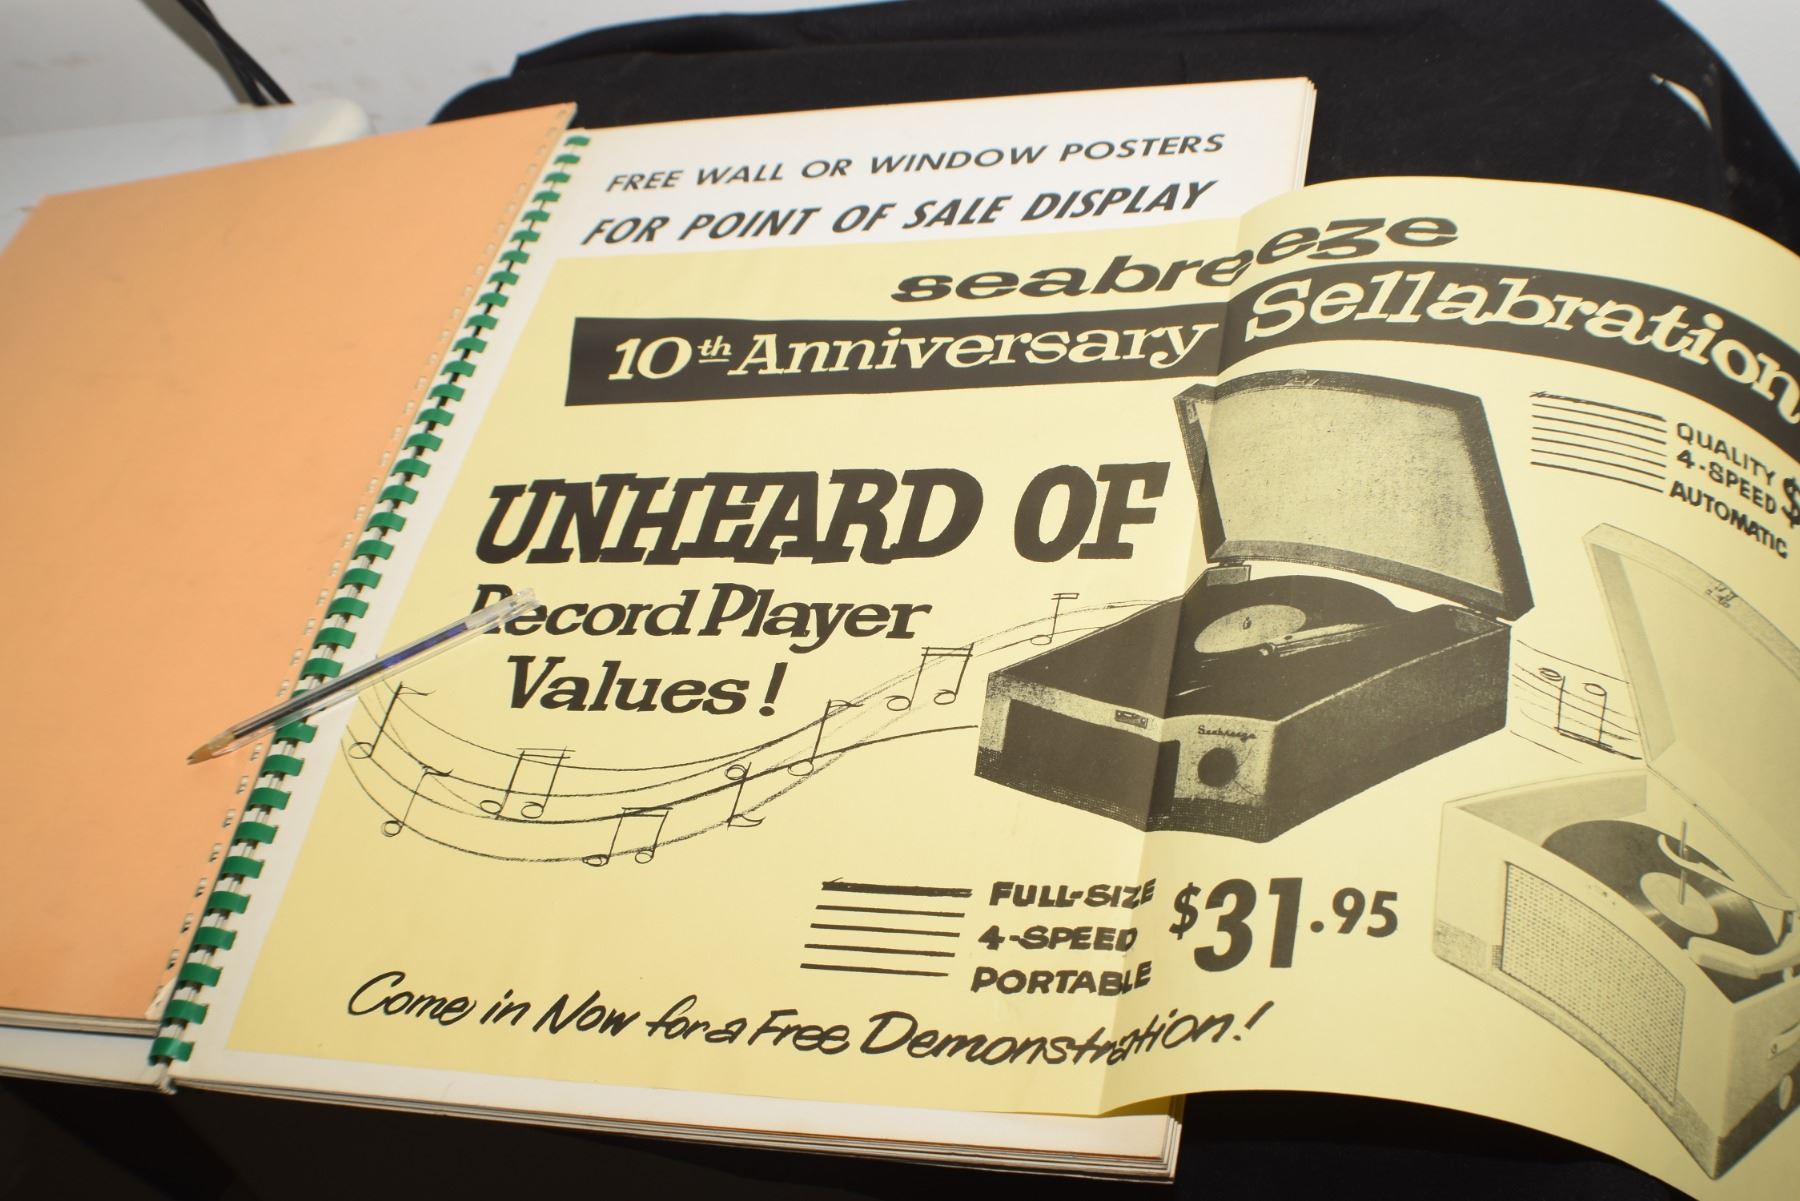 FREE WALL OR WINDOW POSTERS
FOR POINT OF SALE DISPLAY
seabreeze
10th Anniversary Sellabration
UNHEARD OF
Record Player
Values!
QUALITY $
4-SPEED
AUTOMATIC
Seabreeze
FULL-SIZE
4-SPEED
PORTABLE
$31.95
Come in Now for a Free Demonstration!